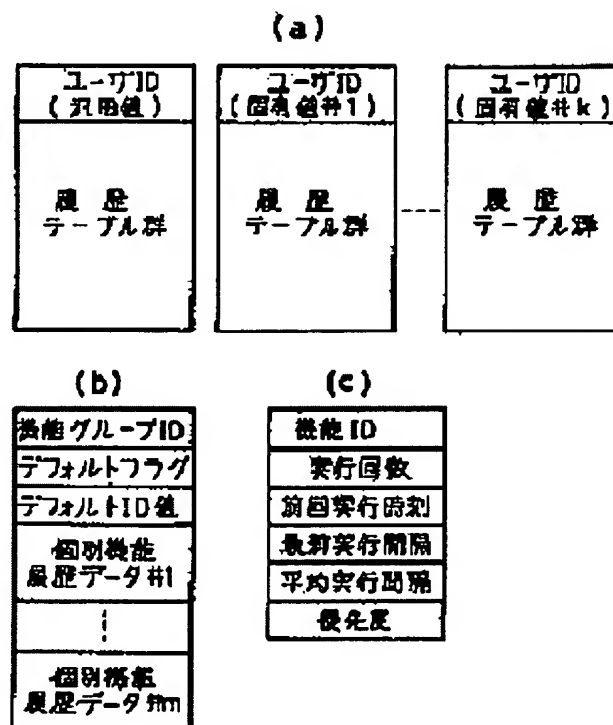 (a)
ユーザID
(汎用値)
履 歴
テーブル群
ユーザID
(固有値#1)
履 歴
テーブル群
ユーザID
(固有値#k)
履 歴
テーブル群
(b)
機能グループID
デフォルトフラグ
デフォルトID値
個別機能
履歴データ#1
個別機能
履歴データ#m
(c)
機能ID
実行回数
前回実行時刻
最新実行間隔
平均実行間隔
優先度